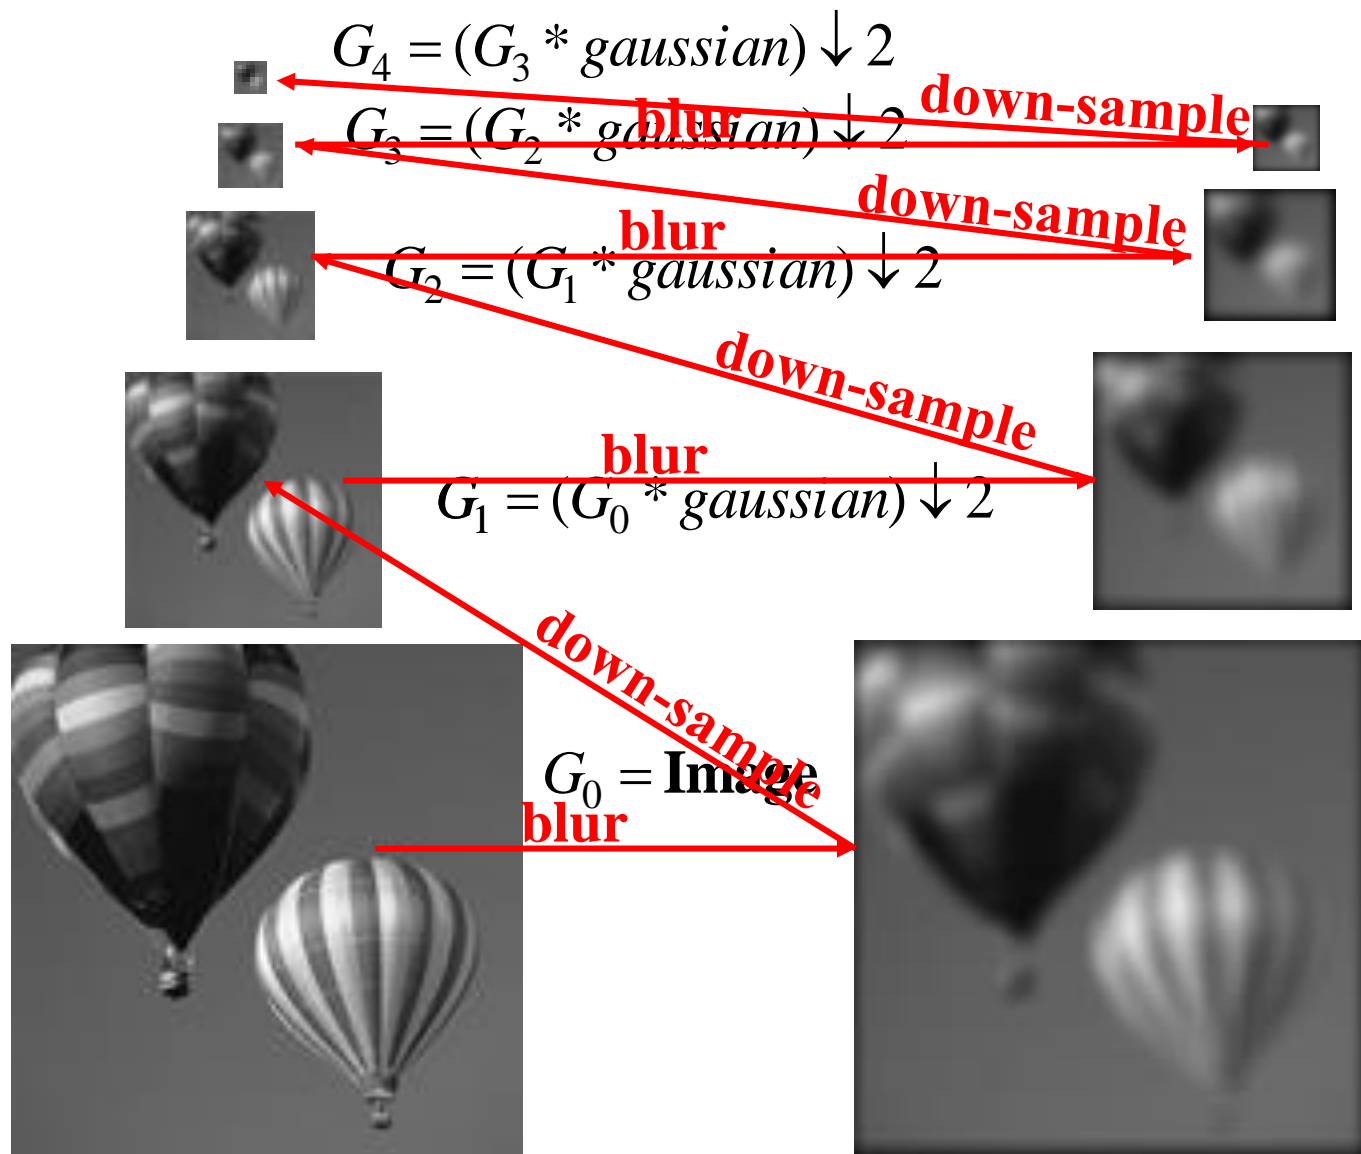 G₄ = (G₃ * gaussian) ↓ 2
down-sample
blur
G₃ = (G₂ * gaussian) ↓ 2
down-sample
blur
G₂ = (G₁ * gaussian) ↓ 2
down-sample
blur
G₁ = (G₀ * gaussian) ↓ 2
down-sample
G₀ = Image
blur